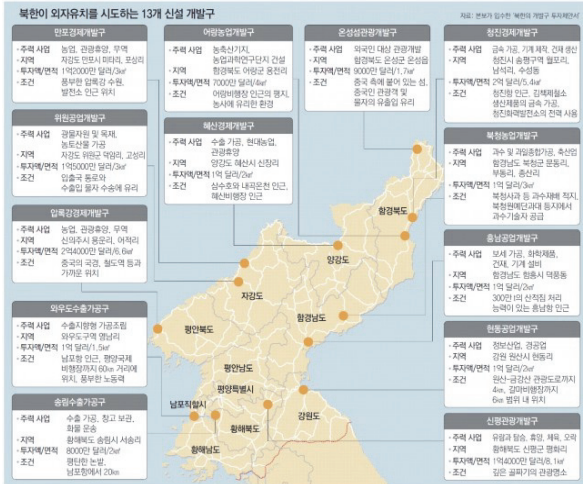 북한이 외자유치를 시도하는 13개 신설 개발구
자료: 본보가 입수한 '북한의 개발구 투자제안서'
만포경제개발구
· 주력 사업 농업, 관광휴양, 무역
· 지역 자강도 만포시 미타리, 포상리
· 투자액/면적 1억2000만 달러/3㎢
· 조건 풍부한 압록강 수원,
발전소 인근 위치
위원공업개발구
· 주력 사업 광물자원 및 목재,
농토산물 가공
· 지역 자강도 위원군 덕암리, 고성리
· 투자액/면적 1억5000만 달러/3㎢
· 조건 입출국 통로와
수출입 물자 수송에 유리
압록강경제개발구
· 주력 사업 농업, 관광휴양, 무역
· 지역 신의주시 용운리, 어적리
· 투자액/면적 2억4000만 달러/6.6㎢
· 조건 중국의 국경, 철도역 등과
가까운 위치
와우도수출가공구
· 주력 사업 수출지향형 가공조립
· 지역 와우도구역 영남리
· 투자액/면적 1억 달러/1.5㎢
· 조건 남포항 인근, 평양국제
비행장까지 60㎞ 거리에
위치, 풍부한 노동력
송림수출가공구
· 주력 사업 수출 가공, 창고 보관,
화물 운송
· 지역 황해북도 송림시 서송리
· 투자액/면적 8000만 달러/2㎢
· 조건 평탄한 논밭,
남포항에서 20㎞
어랑농업개발구
· 주력 사업 농축산기지,
농업과학연구단지 건설
· 지역 함경북도 어랑군 용전리
· 투자액/면적 7000만 달러/4㎢
· 조건 어랑비행장 인근의 평지,
농사에 유리한 환경
혜산경제개발구
· 주력 사업 수출 가공, 현대농업,
관광휴양
· 지역 양강도 혜산시 신장리
· 투자액/면적 1억 달러/2㎢
· 조건 삼수호와 내곡온천 인근,
혜산비행장 인근
온성섬관광개발구
· 주력 사업 외국인 대상 관광개발
· 지역 함경북도 온성군 온성읍
· 투자액/면적 9000만 달러/1.7㎢
· 조건 중국 측에 붙어 있는 섬,
중국인 관광객 및
물자의 유출입 유리
청진경제개발구
· 주력 사업 금속 가공, 기계 제작, 건재 생산
· 지역 청진시 송평구역 월포리,
남석리, 수성동
· 투자액/면적 2억 달러/5.4㎢
· 조건 청진항 인근, 김책제철소
생산제품의 금속 가공,
청진화력발전소의 전력 사용
북청농업개발구
· 주력 사업 과수 및 과일종합가공, 축산업
· 지역 함경남도 북청군 문동리,
부동리, 종산리
· 투자액/면적 1억 달러/3㎢
· 조건 북청사과 등 과수재배 적지,
북청원예단과대 등지에서
과수기술자 공급
흥남공업개발구
· 주력 사업 보세 가공, 화학제품,
건재, 기계 설비
· 지역 함경남도 함흥시 덕풍동
· 투자액/면적 1억 달러/2㎢
· 조건 300만t의 산적짐 처리
능력이 있는 흥남항 인근
현동공업개발구
· 주력 사업 정보산업, 경공업
· 지역 강원 원산시 현동리
· 투자액/면적 1억 달러/2㎢
· 조건 원산~금강산 관광도로까지
4㎞, 갈마비행장까지
6㎞ 범위 내 위치
신평관광개발구
· 주력 사업 유람과 탐승, 휴양, 체육, 오락
· 지역 황해북도 신평군 평화리
· 투자액/면적 1억4000만 달러/8.1㎢
· 조건 깊은 골짜기의 관광명소
함경북도
양강도
자강도
함경남도
평안북도
평안남도
평양특별시
남포직할시
황해북도
황해남도
강원도